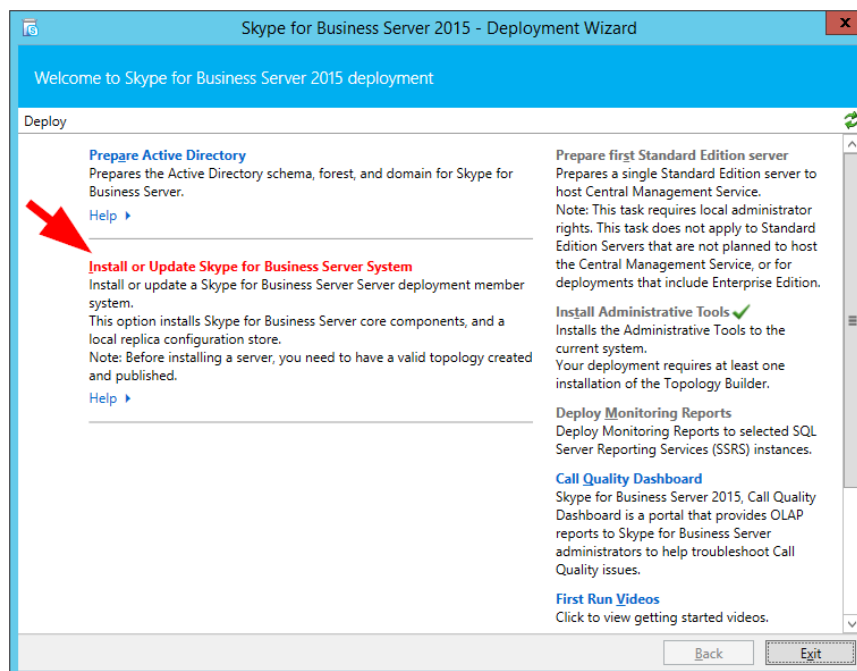 Skype for Business Server 2015 - Deployment Wizard
Welcome to Skype for Business Server 2015 deployment
Deploy
Prepare Active Directory
Prepares the Active Directory schema, forest, and domain for Skype for
Business Server.
Help
Install or Update Skype for Business Server System
Install or update a Skype for Business Server Server deployment member
system.
This option installs Skype for Business Server core components, and a
local replica configuration store.
Note: Before installing a server, you need to have a valid topology created
and published.
Help
Prepare first Standard Edition server
Prepares a single Standard Edition server to
host Central Management Service.
Note: This task requires local administrator
rights. This task does not apply to Standard
Edition Servers that are not planned to host
the Central Management Service, or for
deployments that include Enterprise Edition.
Install Administrative Tools
Installs the Administrative Tools to the
current system.
Your deployment requires at least one
installation of the Topology Builder.
Deploy Monitoring Reports
Deploy Monitoring Reports to selected SQL
Server Reporting Services (SSRS) instances.
Call Quality Dashboard
Skype for Business Server 2015, Call Quality
Dashboard is a portal that provides OLAP
reports to Skype for Business Server
administrators to help troubleshoot Call
Quality issues.
First Run Videos
Click to view getting started videos.
Back
Exit